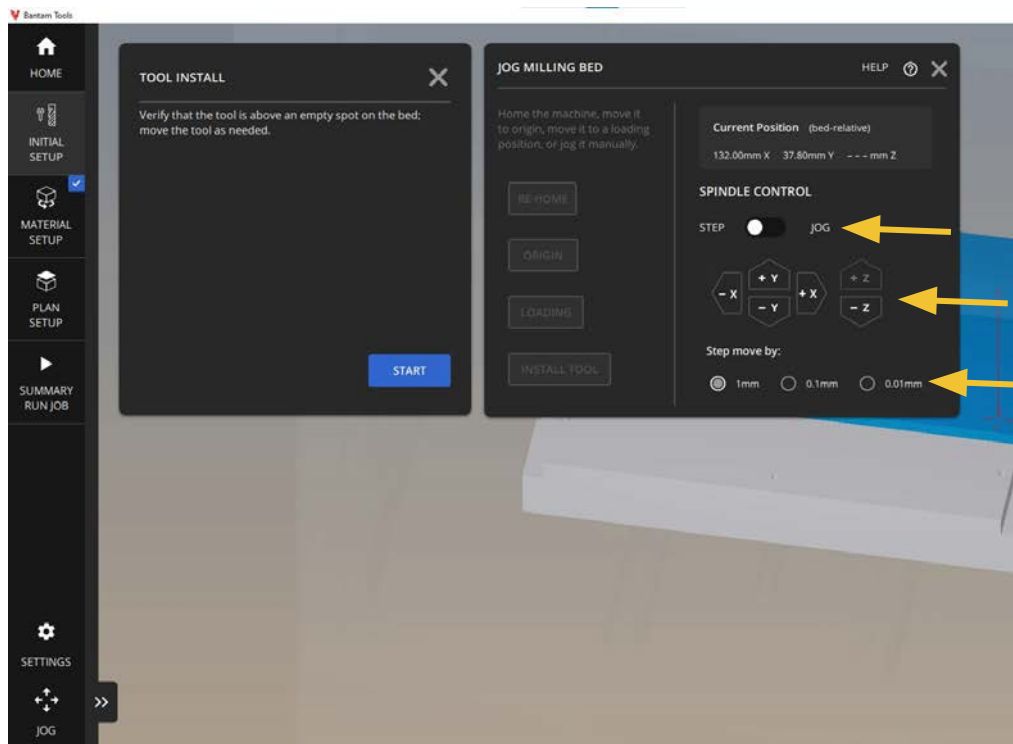 Bantam Tools
HOME
INITIAL
SETUP
MATERIAL
SETUP
PLAN
SETUP
SUMMARY
RUN JOB
SETTINGS
JOG
TOOL INSTALL
Verify that the tool is above an empty spot on the bed;
move the tool as needed.
START
JOG MILLING BED
HELP
Home the machine, move it
to origin, move it to a loading
position, or jog it manually.
RE-HOME
ORIGIN
LOADING
INSTALL TOOL
Current Position (bed-relative)
132.00mm X 37.80mm Y - - - mm Z
SPINDLE CONTROL
STEP JOG
+ Y + Z
- X + X
- Y - Z
Step move by:
1mm 0.1mm 0.01mm